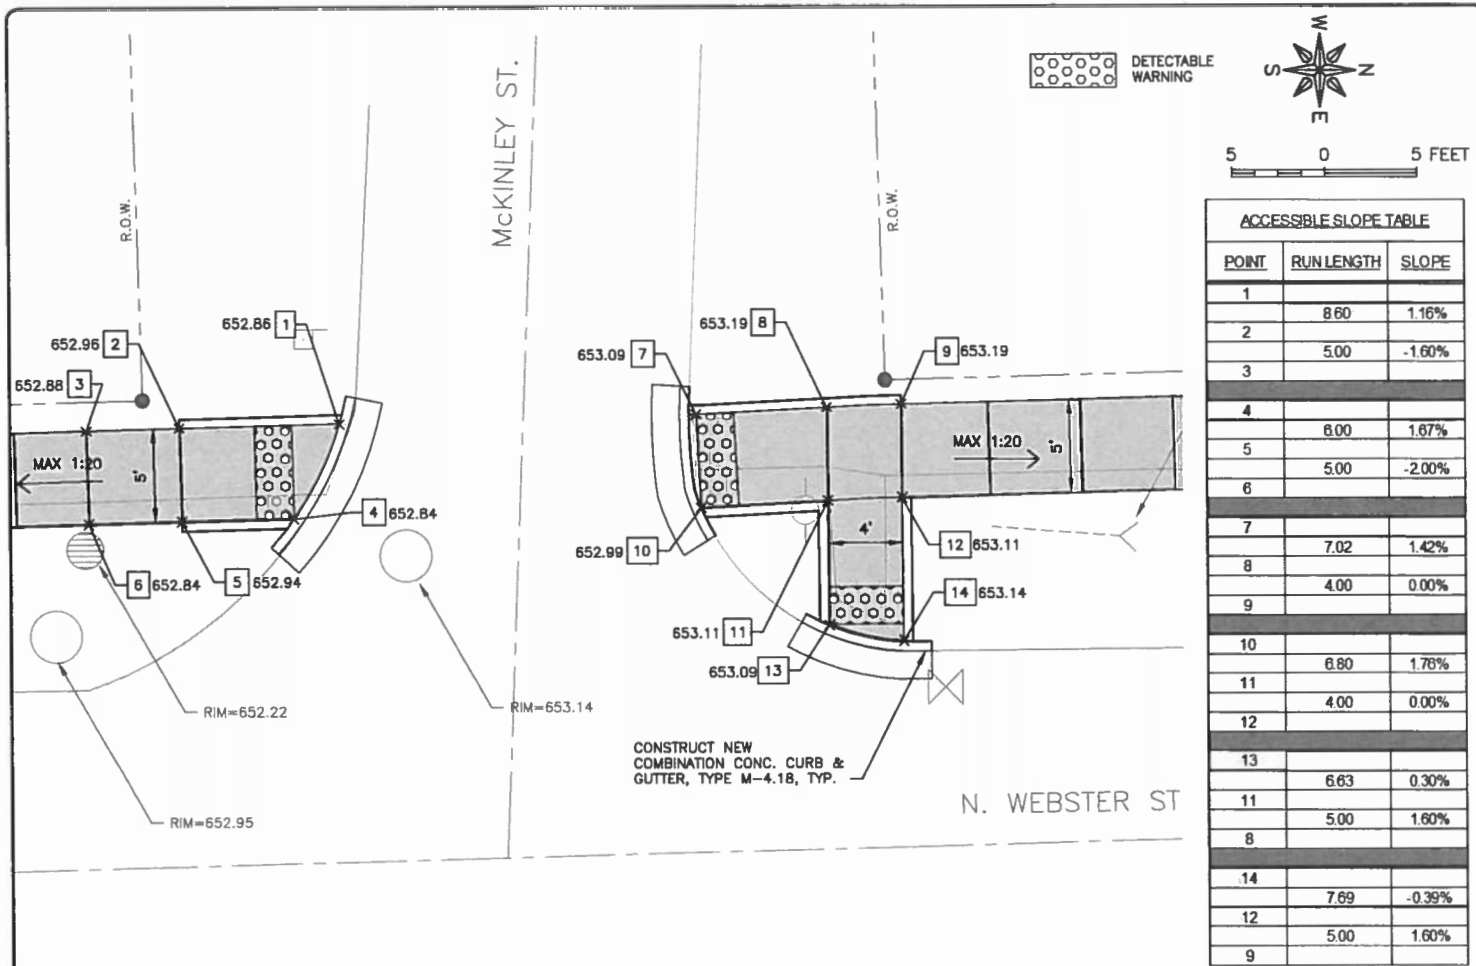 McKINLEY ST.
DETECTABLE
WARNING
W
S
N
E
5 0 5 FEET
R.O.W.
R.O.W.
652.86 1
652.96 2
652.88 3
MAX 1:20
5'
4 652.84
5 652.94
6 652.84
653.19 8
653.09 7
9 653.19
MAX 1:20
5'
4'
652.99 10
12 653.11
14 653.14
653.11 11
653.09 13
RIM=652.22
RIM=653.14
RIM=652.95
CONSTRUCT NEW
COMBINATION CONC. CURB &
GUTTER, TYPE M-4.18, TYP.
N. WEBSTER ST
ACCESSIBLE SLOPE TABLE
POINT RUN LENGTH SLOPE
1
8.60 1.16%
2
5.00 -1.60%
3
4
6.00 1.67%
5
5.00 -2.00%
6
7
7.02 1.42%
8
4.00 0.00%
9
10
6.80 1.76%
11
4.00 0.00%
12
13
6.63 0.30%
11
5.00 1.60%
8
14
7.69 -0.39%
12
5.00 1.60%
9